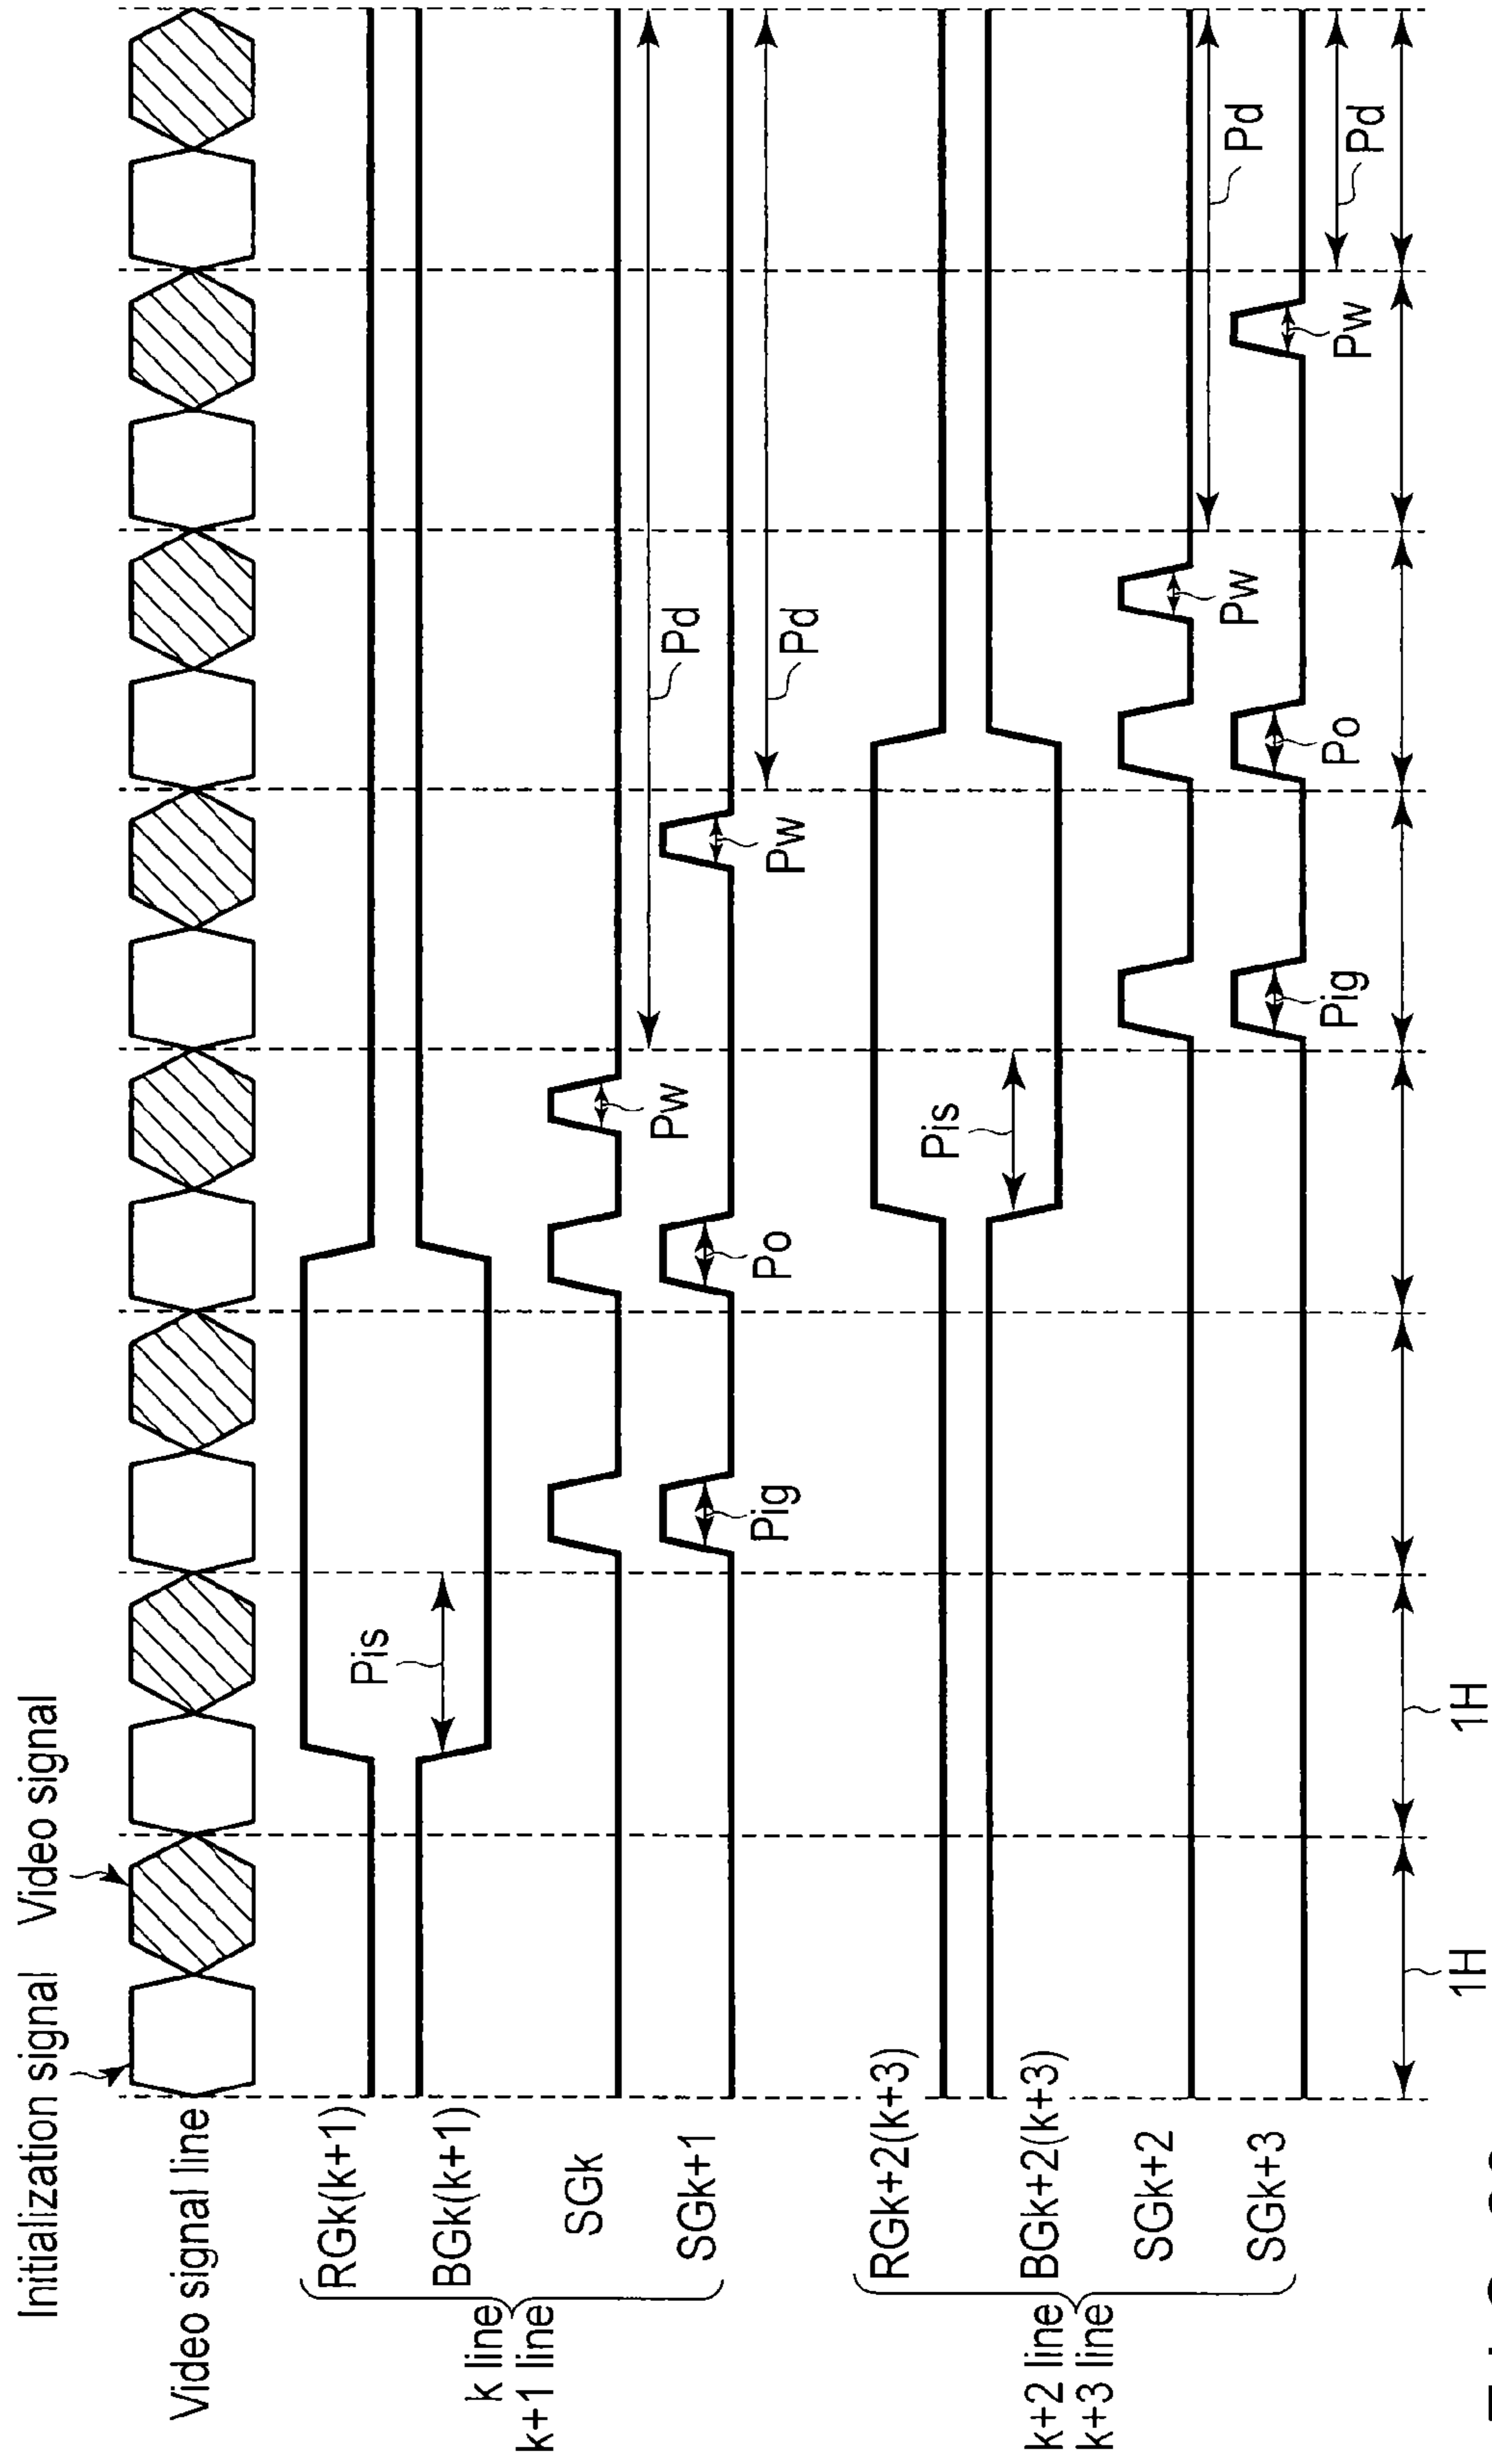 Initialization signal Video signal
Video signal line
RGk(k+1)
BGk(k+1)
Pis
k line
k+1 line
SGk
Pw
Pd
SGk+1
Pig
Po
Pw
Pd
RGk+2(k+3)
BGk+2(k+3)
Pis
k+2 line
k+3 line
SGk+2
Pw
Pd
SGk+3
Pig
Po
Pw
Pd
1H
1H